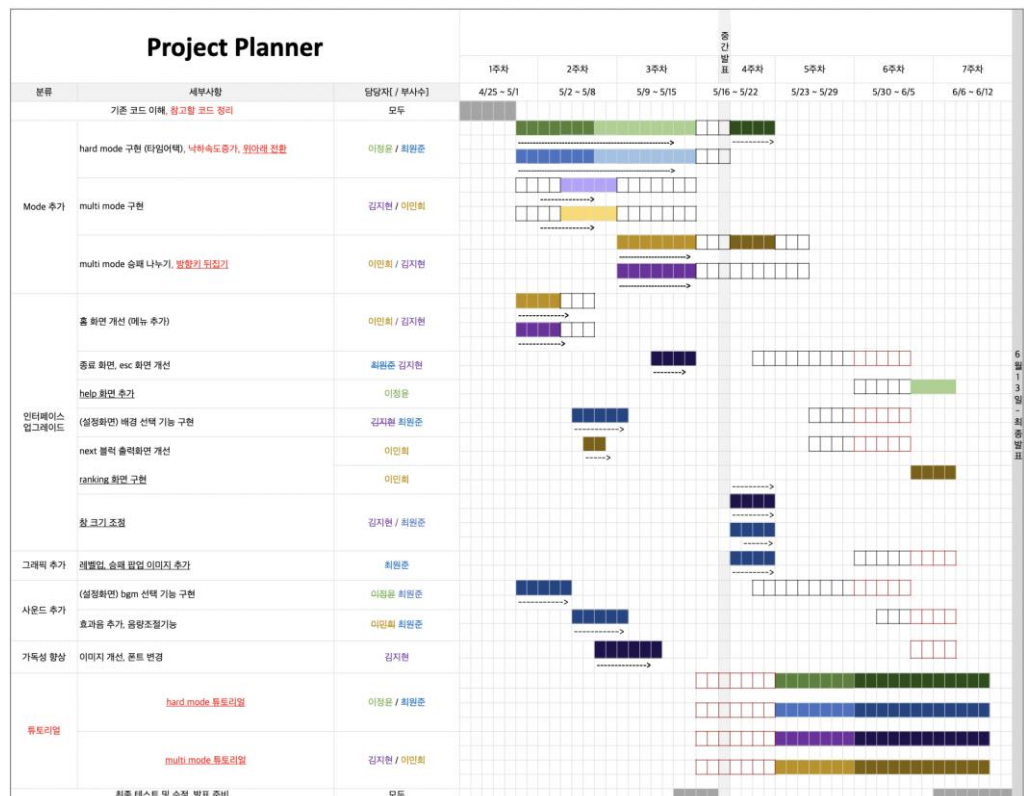 Project Planner
중간발표
1주차 2주차 3주차 4주차 5주차 6주차 7주차
분류 세부사항 담당자[ / 부사수] 4/25 ~ 5/1 5/2 ~ 5/8 5/9 ~ 5/15 5/16 ~ 5/22 5/23 ~ 5/29 5/30 ~ 6/5 6/6 ~ 6/12
기존 코드 이해, 참고할 코드 정리 모두
Mode 추가
hard mode 구현 (타임어택), 낙하속도증가, 위아래 전환 이정윤 / 최원준
multi mode 구현 김지현 / 이민희
multi mode 승패 나누기, 방향키 뒤집기 이민희 / 김지현
인터페이스
업그레이드
홈 화면 개선 (메뉴 추가) 이민희 / 김지현
종료 화면, esc 화면 개선 최원준 김지현
help 화면 추가 이정윤
(설정화면) 배경 선택 기능 구현 김지현 최원준
next 블럭 출력화면 개선 이민희
ranking 화면 구현 이민희
창 크기 조정 김지현 / 최원준
그래픽 추가 레벨업, 승패 팝업 이미지 추가 최원준
사운드 추가
(설정화면) bgm 선택 기능 구현 이정윤 최원준
효과음 추가, 음량조절기능 이민희 최원준
가독성 향상 이미지 개선, 폰트 변경 김지현
튜토리얼
hard mode 튜토리얼 이정윤 / 최원준
multi mode 튜토리얼 김지현 / 이민희
최종 테스트 및 수정, 발표 준비 모두
6월13일-최종발표